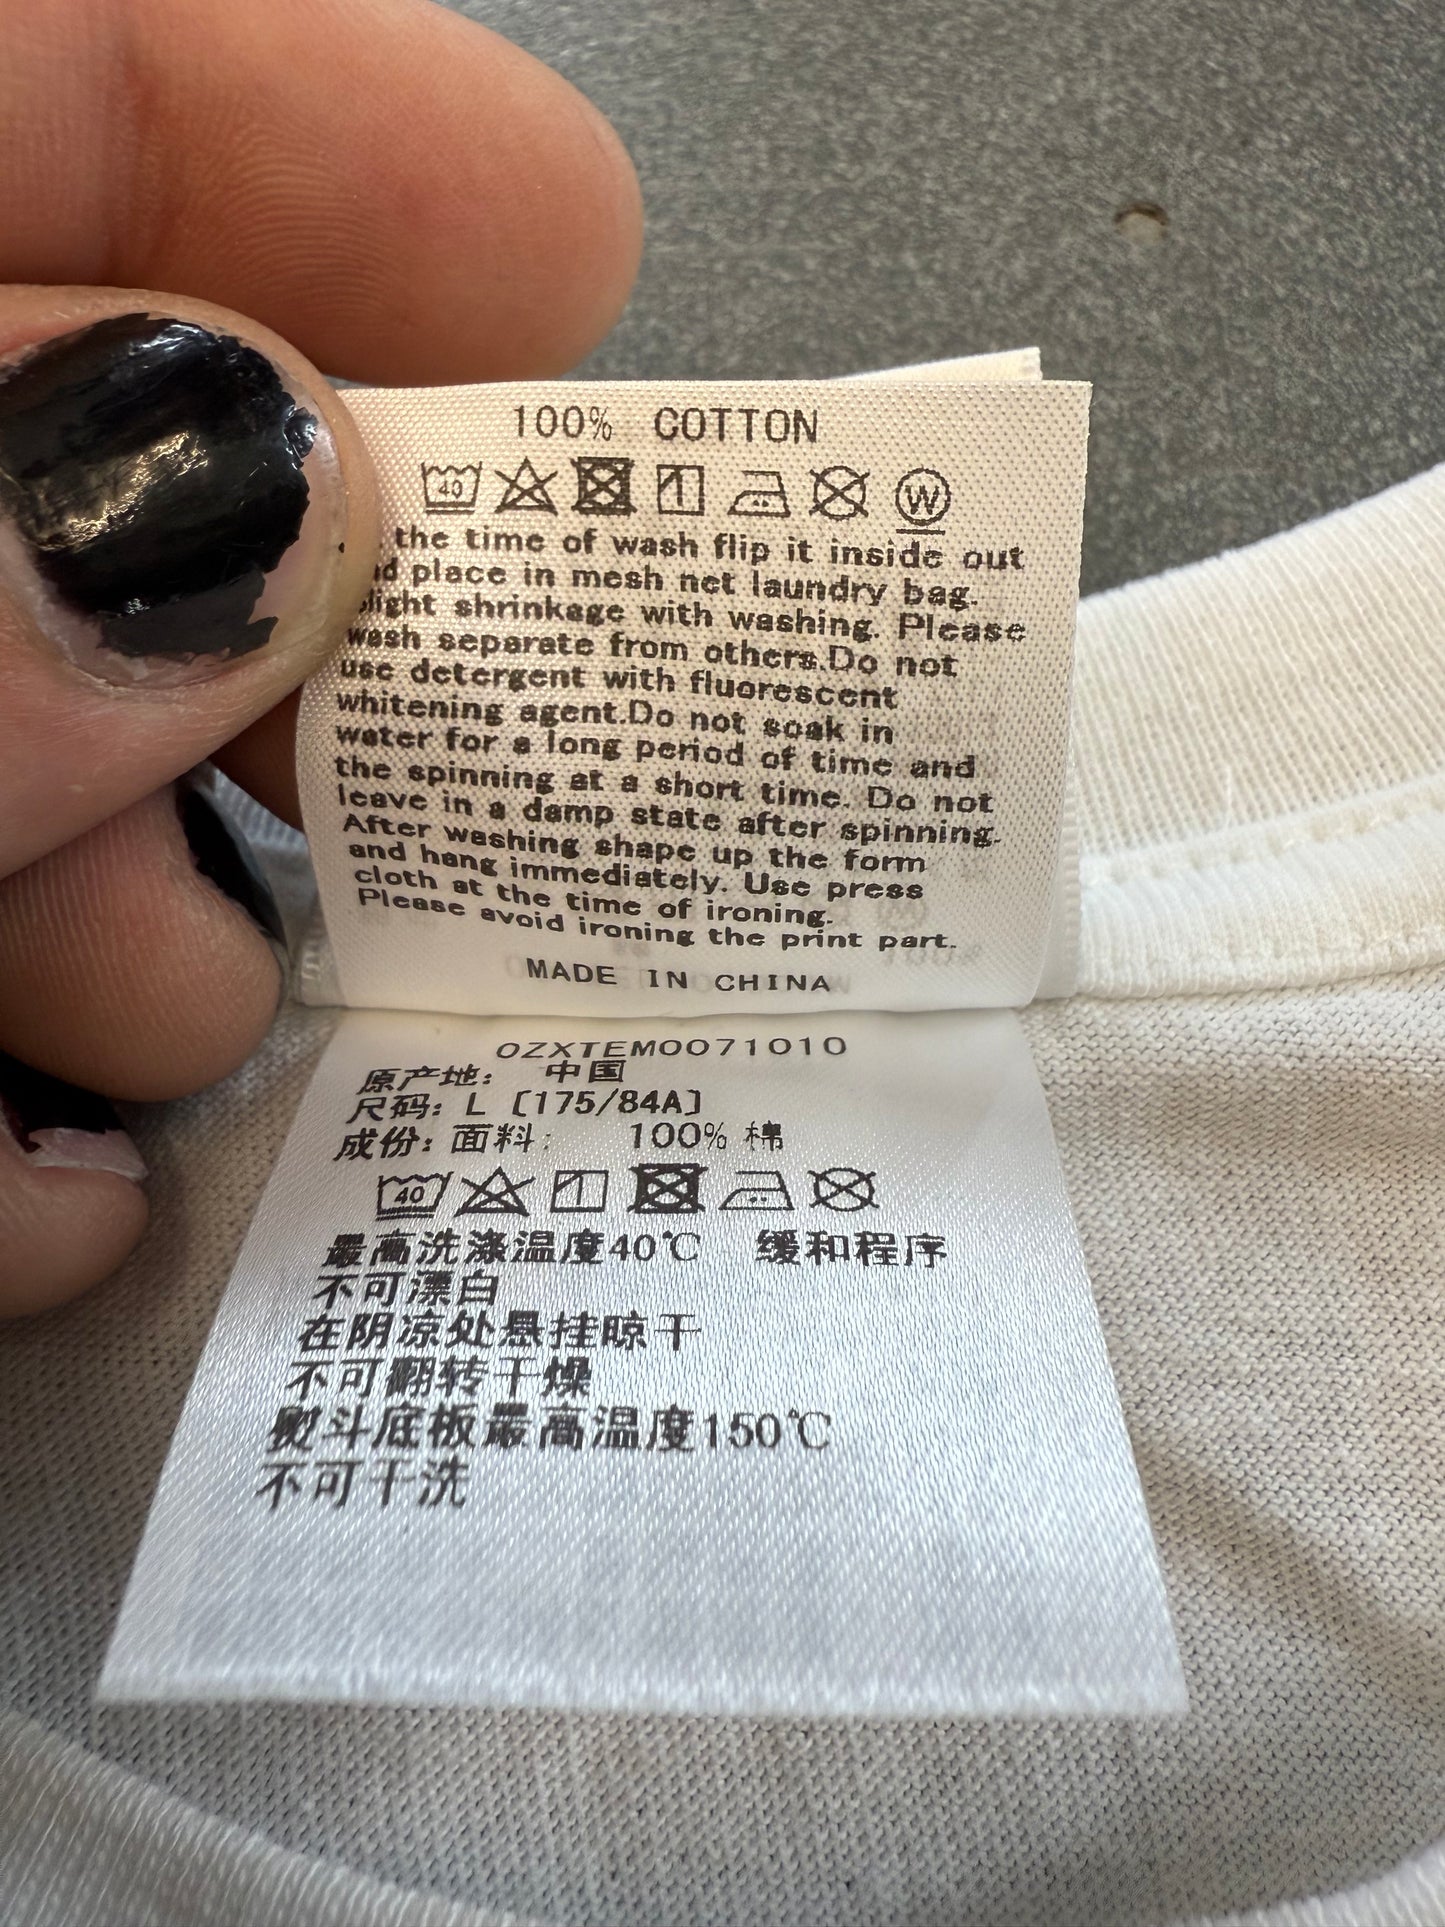 100% COTTON
40 W
the time of wash flip it inside out
place in mesh net laundry bag.
shrinkage with washing. Please
wash separate from others.Do not
use detergent with fluorescent
whitening agent.Do not soak in
water for a long period of time and
the spinning at a short time. Do not
leave in a damp state after spinning.
After washing shape up the form
and hang immediately. Use press
cloth at the time of ironing.
Please avoid ironing the print part.
MADE IN CHINA
OZXTEM0071010
原产地： 中国
尺码：L〔175/84A〕
成份：面料： 100% 棉
40
最高洗涤温度40℃ 缓和程序
不可漂白
在阴凉处悬挂晾干
不可翻转干燥
熨斗底板最高温度150℃
不可干洗